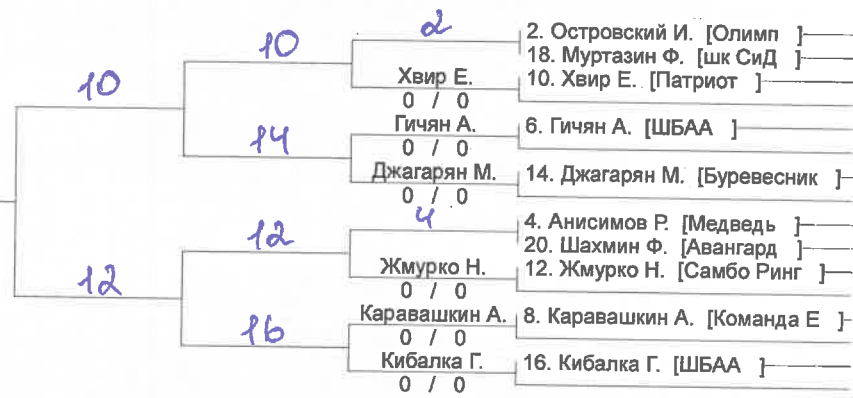 2
2. Островский И. [Олимп ]
10
18. Муртазин Ф. [шк СиД ]
10
Хвир Е.
10. Хвир Е. [Патриот ]
0 / 0
Гичян А.
6. Гичян А. [ШБАА ]
14
0 / 0
Джагарян М.
14. Джагарян М. [Буревесник ]
0 / 0
4
4. Анисимов Р. [Медведь ]
12
20. Шахмин Ф. [Авангард ]
12
Жмурко Н.
12. Жмурко Н. [Самбо Ринг ]
0 / 0
Каравашкин А.
8. Каравашкин А. [Команда Е ]
16
0 / 0
Кибалка Г.
16. Кибалка Г. [ШБАА ]
0 / 0